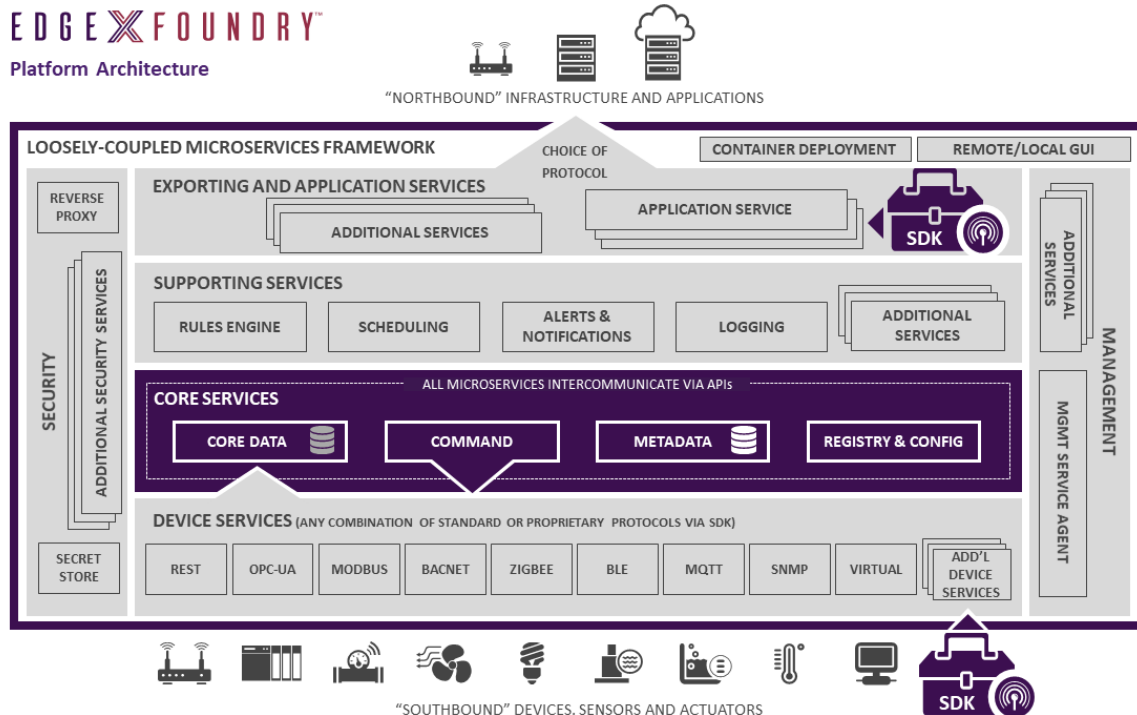 EDGE X FOUNDRY™
Platform Architecture
"NORTHBOUND" INFRASTRUCTURE AND APPLICATIONS
LOOSELY-COUPLED MICROSERVICES FRAMEWORK
CHOICE OF
PROTOCOL
CONTAINER DEPLOYMENT
REMOTE/LOCAL GUI
REVERSE
PROXY
SECURITY
ADDITIONAL SECURITY SERVICES
SECRET
STORE
EXPORTING AND APPLICATION SERVICES
ADDITIONAL SERVICES
APPLICATION SERVICE
SDK
SUPPORTING SERVICES
RULES ENGINE
SCHEDULING
ALERTS &
NOTIFICATIONS
LOGGING
ADDITIONAL
SERVICES
ALL MICROSERVICES INTERCOMMUNICATE VIA APIs
CORE SERVICES
CORE DATA
COMMAND
METADATA
REGISTRY & CONFIG
DEVICE SERVICES (ANY COMBINATION OF STANDARD OR PROPRIETARY PROTOCOLS VIA SDK)
REST
OPC-UA
MODBUS
BACNET
ZIGBEE
BLE
MQTT
SNMP
VIRTUAL
ADD'L
DEVICE
SERVICES
ADDITIONAL
SERVICES
MANAGEMENT
MGMT SERVICE AGENT
"SOUTHBOUND" DEVICES, SENSORS AND ACTUATORS
SDK